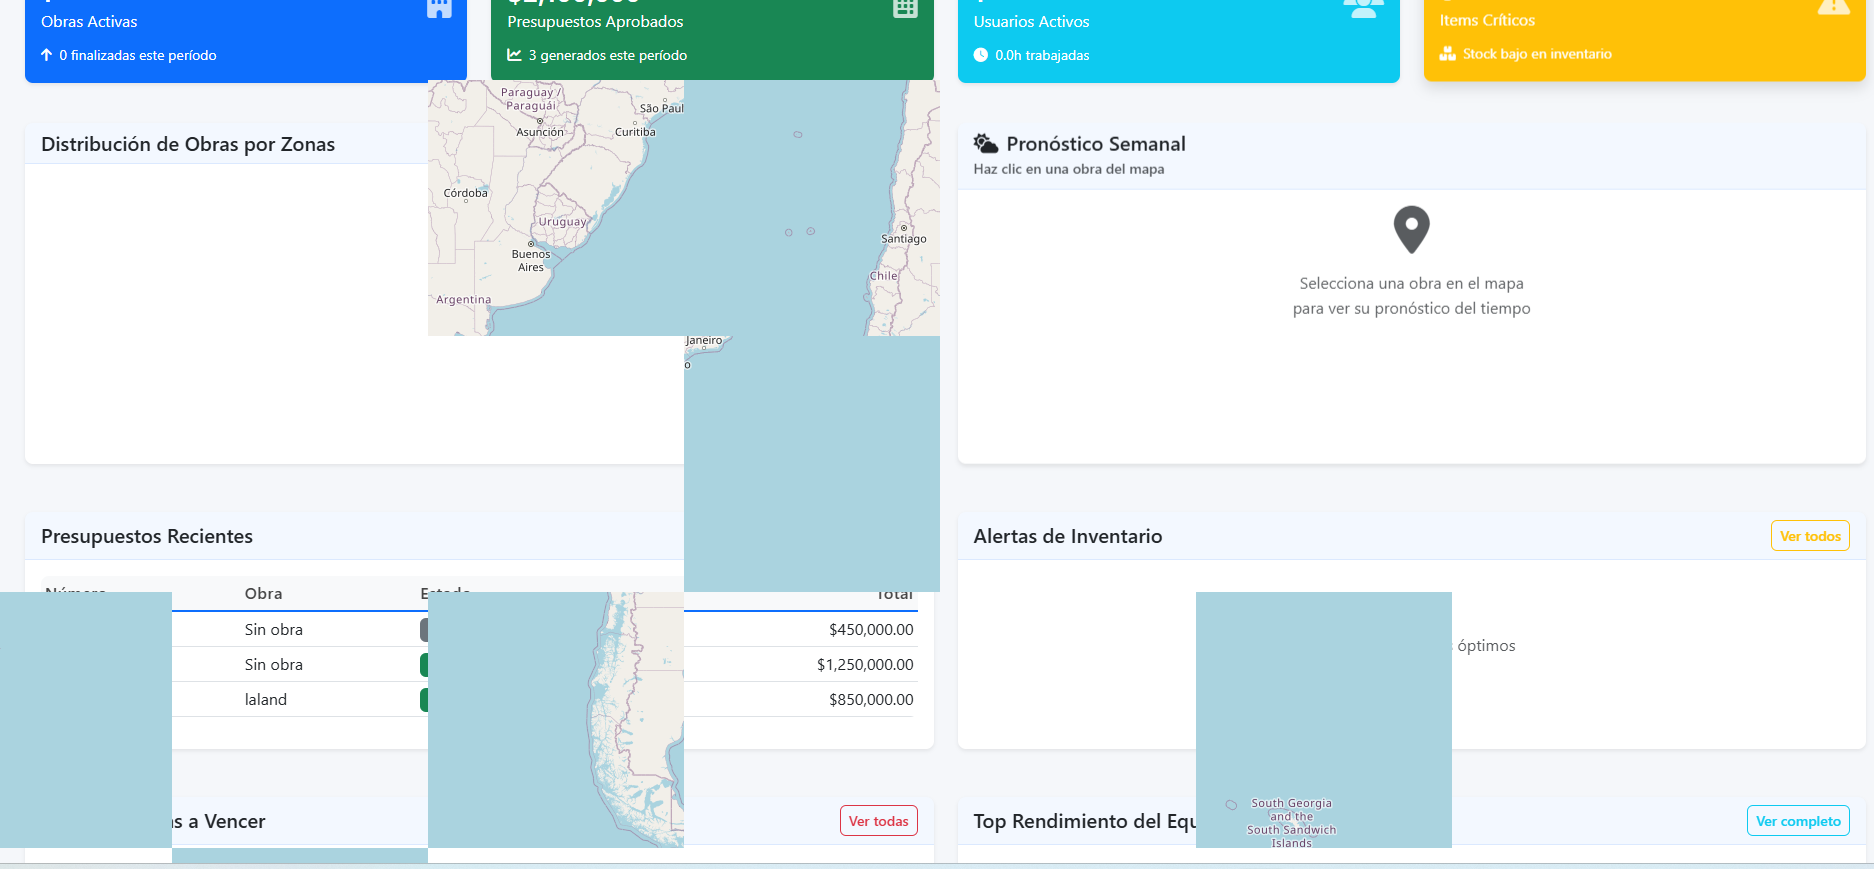 Obras Activas
0 finalizadas este período
Presupuestos Aprobados
3 generados este período
Usuarios Activos
0.0h trabajadas
Items Críticos
Stock bajo en inventario
Distribución de Obras por Zonas
Paraguay /
Paraguái
São Paul
Asunción
Curitiba
Córdoba
Uruguay
Buenos
Aires
Argentina
Santiago
Chile
Janeiro
o
Pronóstico Semanal
Haz clic en una obra del mapa
Selecciona una obra en el mapa
para ver su pronóstico del tiempo
Presupuestos Recientes
Número Obra Estado Total
Sin obra $450,000.00
Sin obra $1,250,000.00
laland $850,000.00
Alertas de Inventario
Ver todos
óptimos
a Vencer
Ver todas
Top Rendimiento del Equ
Ver completo
South Georgia
and the
South Sandwich
Islands